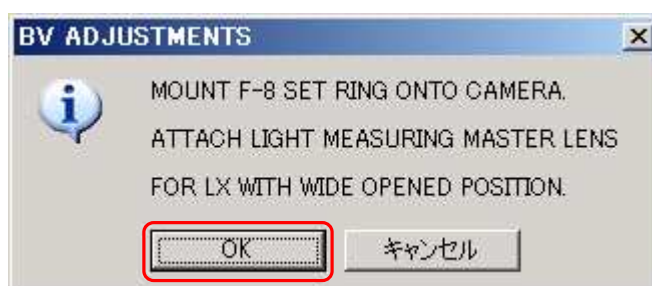 BV ADJUSTMENTS
MOUNT F-8 SET RING ONTO CAMERA.
ATTACH LIGHT MEASURING MASTER LENS
FOR LX WITH WIDE OPENED POSITION.
OK
キャンセル